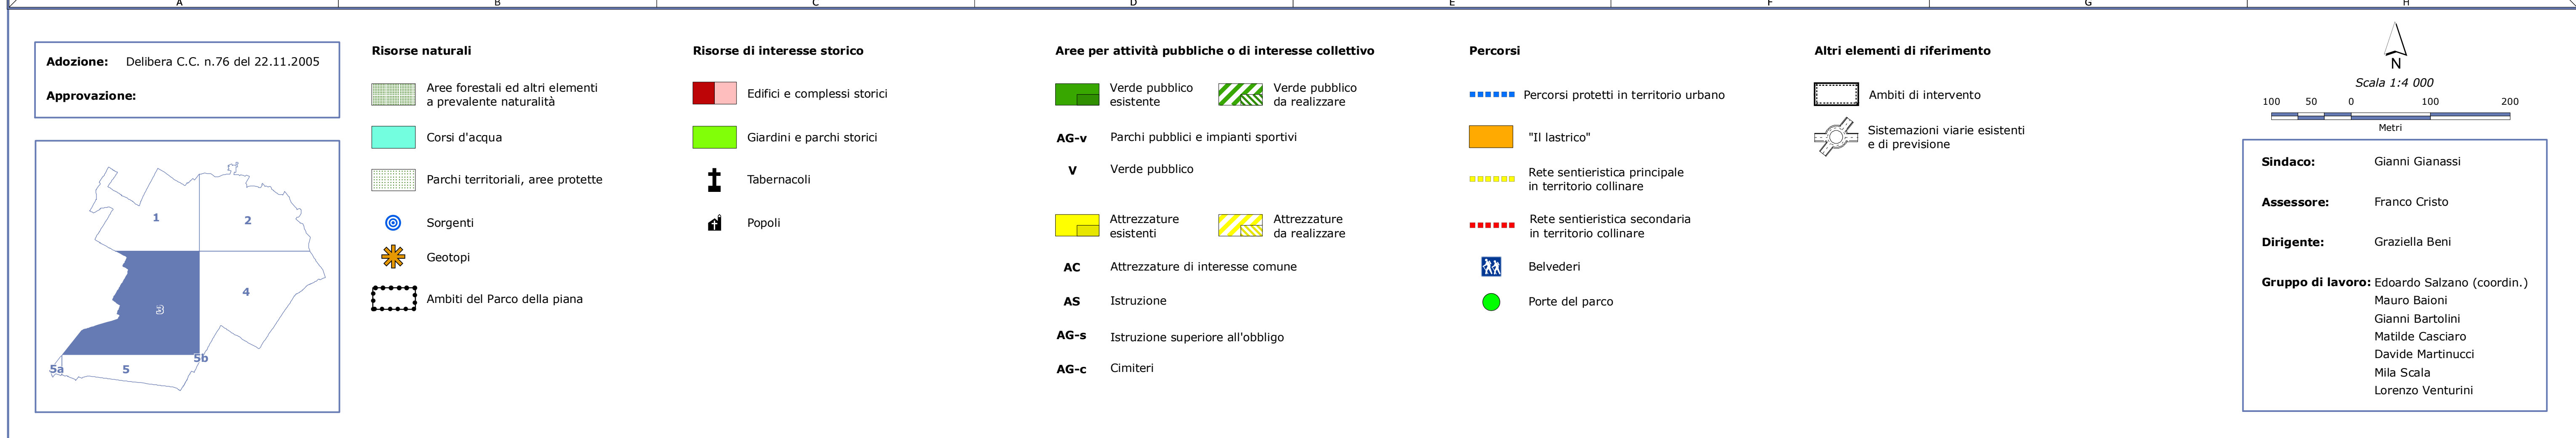 A B C D E F G H
Adozione: Delibera C.C. n.76 del 22.11.2005
Approvazione:
1
2
3
4
5a
5
5b
Risorse naturali
Aree forestali ed altri elementi
a prevalente naturalità
Corsi d'acqua
Parchi territoriali, aree protette
Sorgenti
Geotopi
Ambiti del Parco della piana
Risorse di interesse storico
Edifici e complessi storici
Giardini e parchi storici
Tabernacoli
Popoli
Aree per attività pubbliche o di interesse collettivo
Verde pubblico
esistente
Verde pubblico
da realizzare
AG-v Parchi pubblici e impianti sportivi
V Verde pubblico
Attrezzature
esistenti
Attrezzature
da realizzare
AC Attrezzature di interesse comune
AS Istruzione
AG-s Istruzione superiore all'obbligo
AG-c Cimiteri
Percorsi
Percorsi protetti in territorio urbano
"Il lastrico"
Rete sentieristica principale
in territorio collinare
Rete sentieristica secondaria
in territorio collinare
Belvederi
Porte del parco
Altri elementi di riferimento
Ambiti di intervento
Sistemazioni viarie esistenti
e di previsione
N
Scala 1:4 000
100 50 0 100 200
Metri
Sindaco: Gianni Gianassi
Assessore: Franco Cristo
Dirigente: Graziella Beni
Gruppo di lavoro: Edoardo Salzano (coordin.)
Mauro Baioni
Gianni Bartolini
Matilde Casciaro
Davide Martinucci
Mila Scala
Lorenzo Venturini